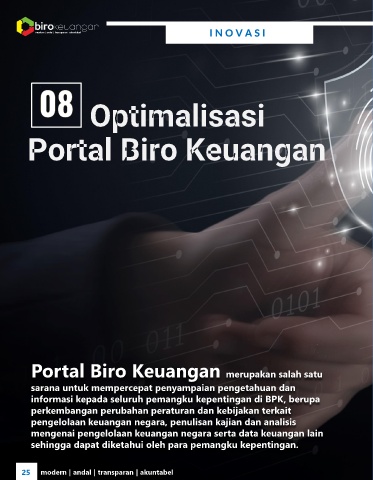 birokeuangan
INOVASI
08 Optimalisasi
Portal Biro Keuangan
0101
00 011
Portal Biro Keuangan merupakan salah satu
sarana untuk mempercepat penyampaian pengetahuan dan
informasi kepada seluruh pemangku kepentingan di BPK, berupa
perkembangan perubahan peraturan dan kebijakan terkait
pengelolaan keuangan negara, penulisan kajian dan analisis
mengenai pengelolaan keuangan negara serta data keuangan lain
sehingga dapat diketahui oleh para pemangku kepentingan.
25 modern | andal | transparan | akuntabel